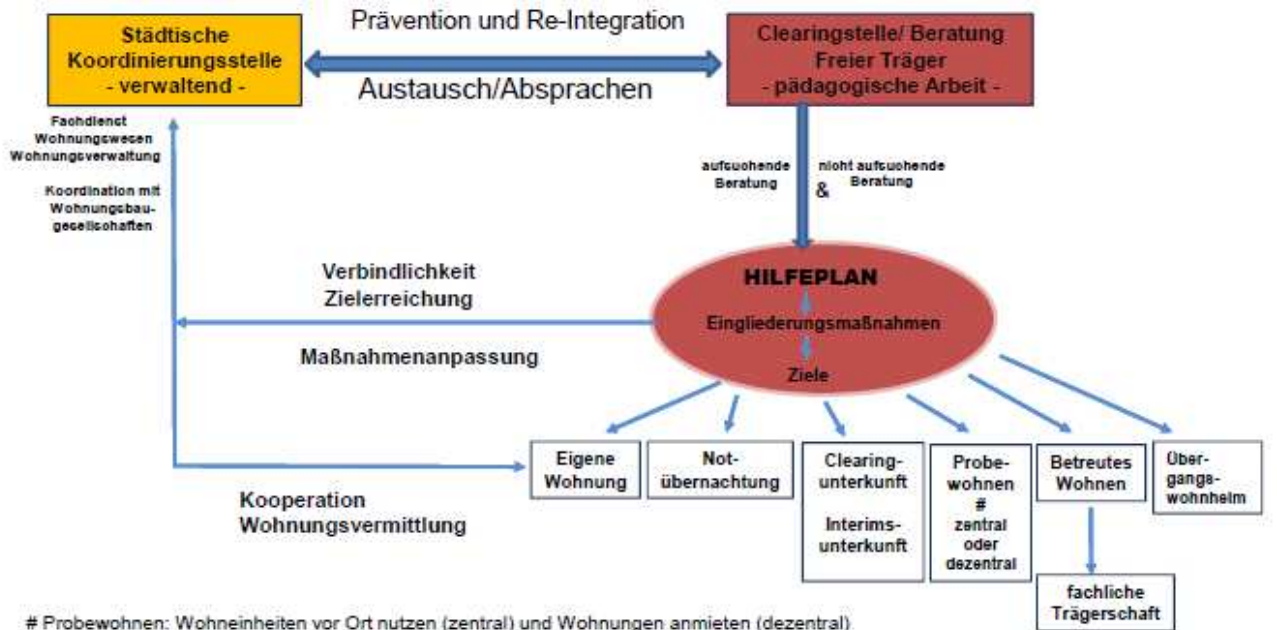 Prävention und Re-Integration
Städtische
Koordinierungsstelle
- verwaltend -
Austausch/Absprachen
Clearingstelle/ Beratung
Freier Träger
- pädagogische Arbeit -
Fachdienst
Wohnungswesen
Wohnungsverwaltung
Koordination mit
Wohnungsbau-
gesellschaften
aufsuchende
Beratung
&
nicht aufsuchende
Beratung
Verbindlichkeit
Zielerreichung
Maßnahmenanpassung
HILFEPLAN
Eingliederungsmaßnahmen
Ziele
Kooperation
Wohnungsvermittlung
Eigene
Wohnung
Not-
übernachtung
Clearing-
unterkunft
Interims-
unterkunft
Probe-
wohnen
#
zentral
oder
dezentral
Betreutes
Wohnen
Über-
gangs-
wohnheim
fachliche
Trägerschaft
# Probewohnen: Wohneinheiten vor Ort nutzen (zentral) und Wohnungen anmieten (dezentral)